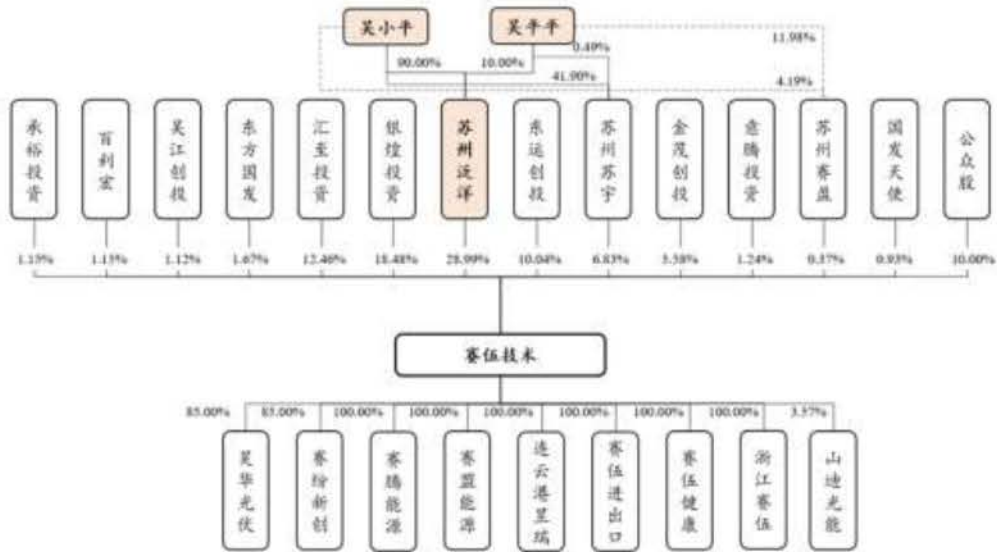 吴小平
吴平平
0.49%
11.98%
90.00%
10.00%
41.90%
4.19%
承裕投资
百利宏
吴江创投
东方国发
汇至投资
银煌投资
苏州泛洋
东运创投
苏州苏宇
金茂创投
意腾投资
苏州赛盈
国发天使
公众股
1.15%
1.15%
1.12%
1.67%
12.46%
18.48%
28.99%
10.04%
6.83%
5.58%
1.24%
0.37%
0.93%
10.00%
赛伍技术
85.00%
85.00%
100.00%
100.00%
100.00%
100.00%
100.00%
100.00%
3.57%
昊华光伏
赛纷新创
赛腾能源
赛盟能源
连云港昱瑞
赛伍进出口
赛伍健康
浙江赛伍
山迪光能